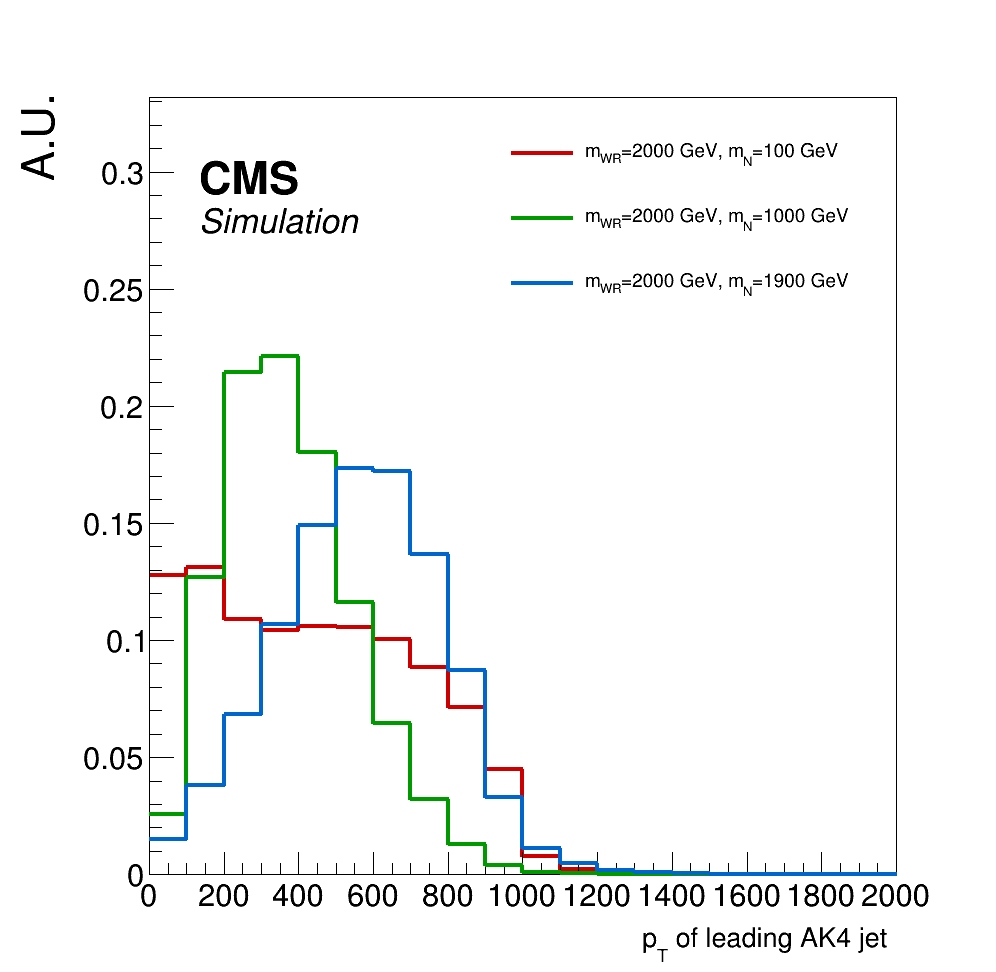 A.U.
CMS
Simulation
m_WR=2000 GeV, m_N=100 GeV
m_WR=2000 GeV, m_N=1000 GeV
m_WR=2000 GeV, m_N=1900 GeV
0.3
0.25
0.2
0.15
0.1
0.05
0
0 200 400 600 800 1000 1200 1400 1600 1800 2000
p_T of leading AK4 jet